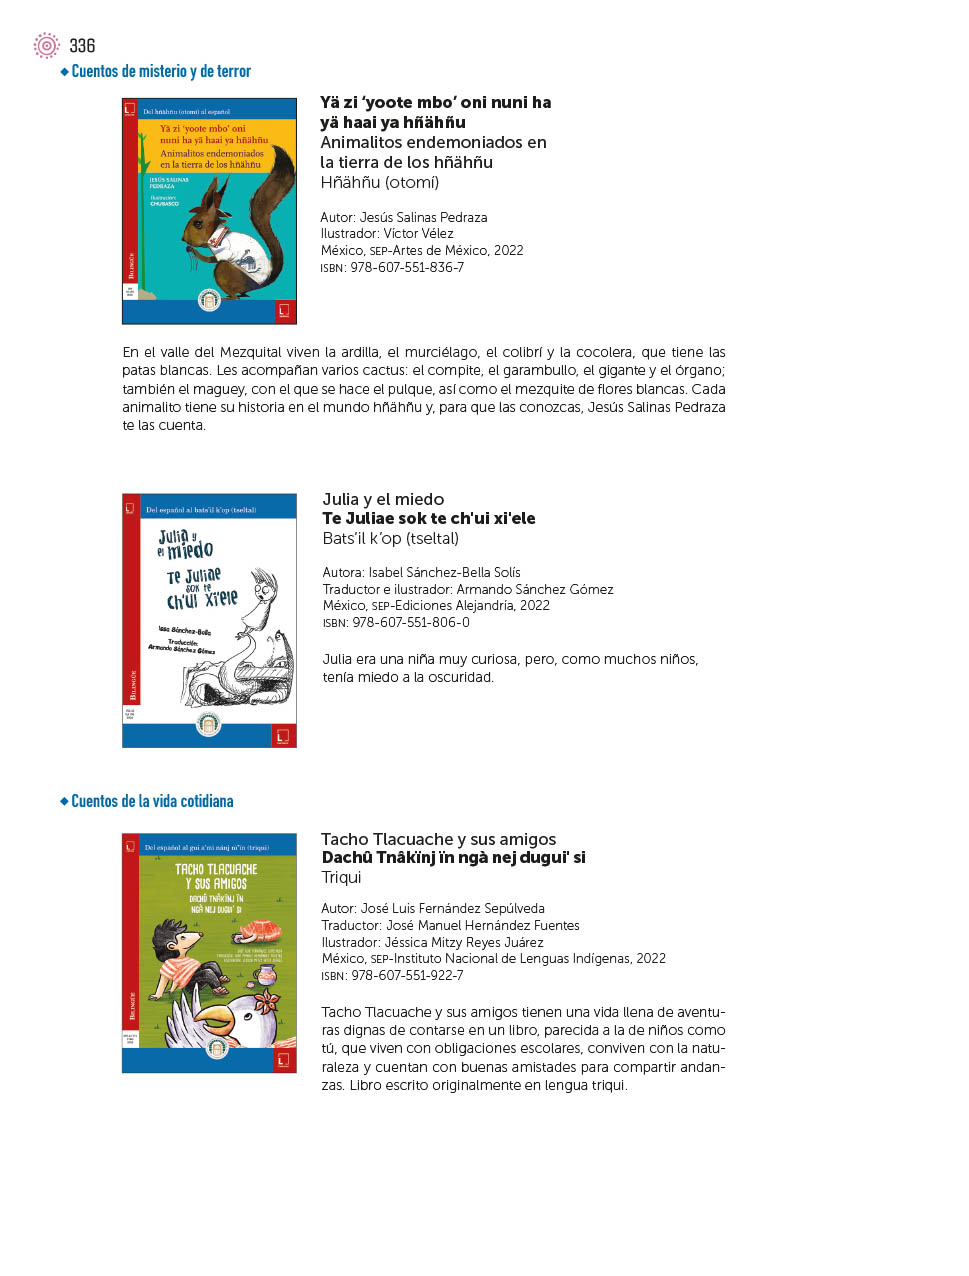 336
Cuentos de misterio y de terror
Del hñähñu (otomí) al español
Yä zi ‘yoote mbo’ oni
nuni ha yä haai ya hñähñu
Animalitos endemoniados
en la tierra de los hñähñu
JESÚS SALINAS
PEDRAZA
Ilustración:
CHUBASCO
BILINGÜE
Yä zi ‘yoote mbo’ oni nuni ha
yä haai ya hñähñu
Animalitos endemoniados en
la tierra de los hñähñu
Hñähñu (otomí)
Autor: Jesús Salinas Pedraza
Ilustrador: Víctor Vélez
México, SEP-Artes de México, 2022
ISBN: 978-607-551-836-7
En el valle del Mezquital viven la ardilla, el murciélago, el colibrí y la cocolera, que tiene las
patas blancas. Les acompañan varios cactus: el compite, el garambullo, el gigante y el órgano;
también el maguey, con el que se hace el pulque, así como el mezquite de flores blancas. Cada
animalito tiene su historia en el mundo hñähñu y, para que las conozcas, Jesús Salinas Pedraza
te las cuenta.
Del español al bats'il k'op (tseltal)
Julia y
el miedo
Te Juliae
sok te
ch'ui xi'ele
Issa Sánchez-Bella
Traducción:
Armando Sánchez Gómez
BILINGÜE
Julia y el miedo
Te Juliae sok te ch'ui xi'ele
Bats’il k’op (tseltal)
Autora: Isabel Sánchez-Bella Solís
Traductor e ilustrador: Armando Sánchez Gómez
México, SEP-Ediciones Alejandría, 2022
ISBN: 978-607-551-806-0
Julia era una niña muy curiosa, pero, como muchos niños,
tenía miedo a la oscuridad.
Cuentos de la vida cotidiana
TACHO TLACUACHE
Y SUS AMIGOS
DACHÛ TNÂKÏNJ ÏN
NGÀ NEJ DUGUI' SI
BILINGÜE
Tacho Tlacuache y sus amigos
Dachû Tnâkïnj ïn ngà nej dugui' si
Triqui
Autor: José Luis Fernández Sepúlveda
Traductor: José Manuel Hernández Fuentes
Ilustrador: Jéssica Mitzy Reyes Juárez
México, SEP-Instituto Nacional de Lenguas Indígenas, 2022
ISBN: 978-607-551-922-7
Tacho Tlacuache y sus amigos tienen una vida llena de aventu-
ras dignas de contarse en un libro, parecida a la de niños como
tú, que viven con obligaciones escolares, conviven con la natu-
raleza y cuentan con buenas amistades para compartir andan-
zas. Libro escrito originalmente en lengua triqui.